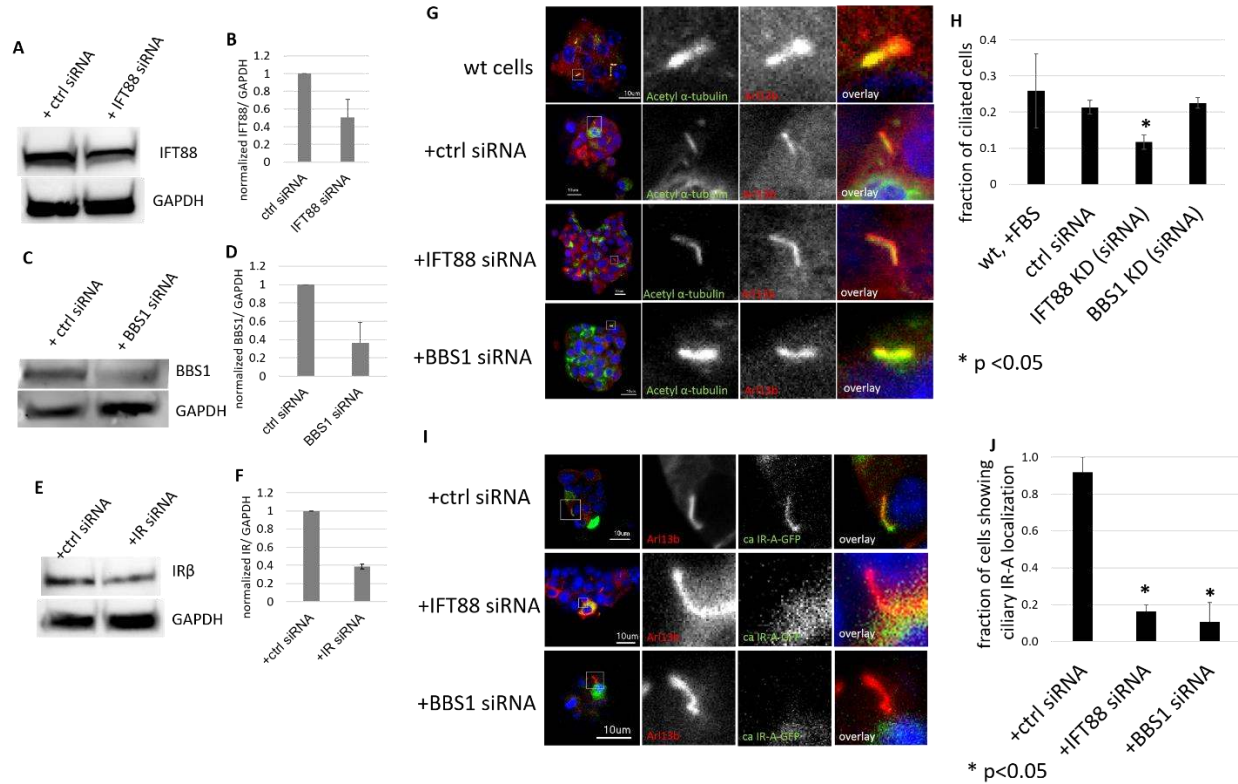 A
+ ctrl siRNA
+ IFT88 siRNA
IFT88
GAPDH
B
normalized IFT88/ GAPDH
1.2
1
0.8
0.6
0.4
0.2
0
ctrl siRNA
IFT88 siRNA
C
+ ctrl siRNA
+ BBS1 siRNA
BBS1
GAPDH
D
normalized BBS1/ GAPDH
1.2
1
0.8
0.6
0.4
0.2
0
ctrl siRNA
BBS1 siRNA
E
+ctrl siRNA
+IR siRNA
IRβ
GAPDH
F
normalized IR/ GAPDH
1.2
1
0.8
0.6
0.4
0.2
0
+ctrl siRNA
+IR siRNA
G
wt cells
10um
Acetyl α-tubulin
Arl13b
overlay
+ctrl siRNA
Acetyl α-tubulin
Arl13b
overlay
+IFT88 siRNA
Acetyl α-tubulin
Arl13b
overlay
+BBS1 siRNA
Acetyl α-tubulin
Arl13b
overlay
H
fraction of ciliated cells
0.4
0.3
0.2
0.1
0
*
wt, +FBS
ctrl siRNA
IFT88 KD (siRNA)
BBS1 KD (siRNA)
* p <0.05
I
+ctrl siRNA
10um
Arl13b
ca IR-A-GFP
overlay
+IFT88 siRNA
10um
Arl13b
ca IR-A-GFP
overlay
+BBS1 siRNA
10um
Arl13b
ca IR-A-GFP
overlay
J
fraction of cells showing
ciliary IR-A localization
1.0
0.8
0.6
0.4
0.2
0.0
*
*
+ctrl siRNA
+IFT88 siRNA
+BBS1 siRNA
* p<0.05